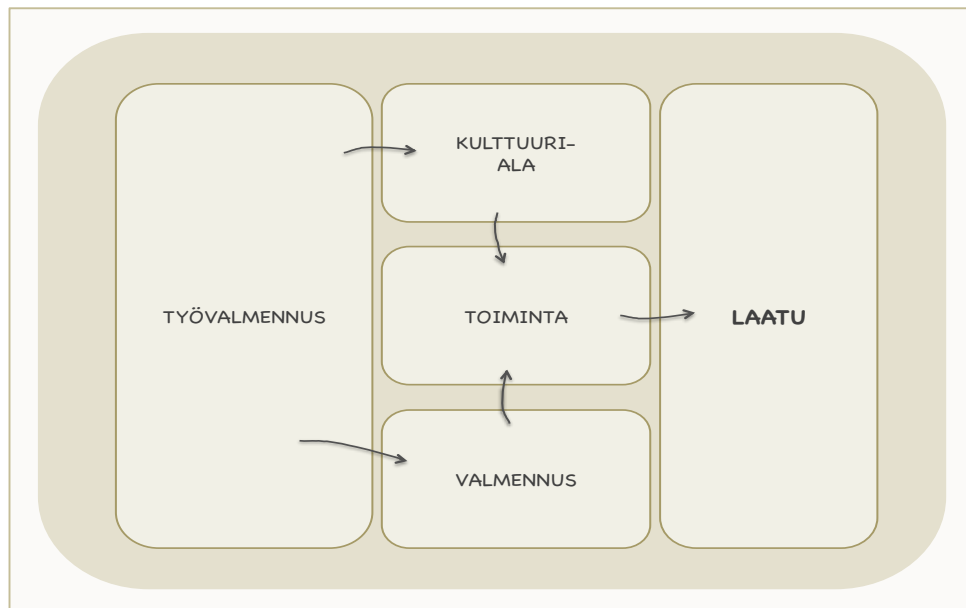 TYÖVALMENNUS
KULTTUURI-
ALA
TOIMINTA
VALMENNUS
LAATU